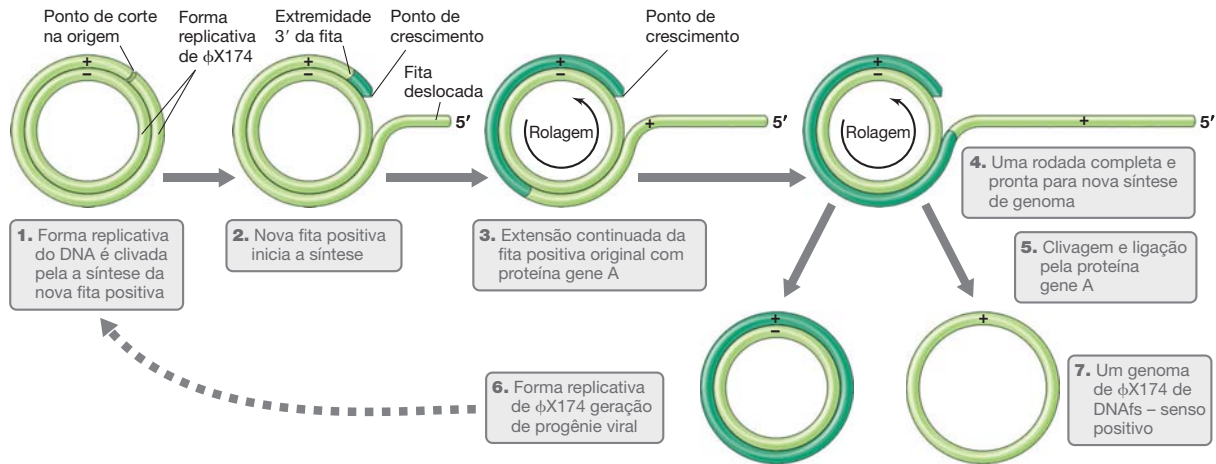 Ponto de corte
na origem
Forma
replicativa
de ϕX174
Extremidade
3′ da fita
Ponto de
crescimento
Fita
deslocada
Ponto de
crescimento
+
–
+
–
5′
+
–
Rolagem
+
5′
+
–
Rolagem
+
5′
1. Forma replicativa
do DNA é clivada
pela a síntese da
nova fita positiva
2. Nova fita positiva
inicia a síntese
3. Extensão continuada da
fita positiva original com
proteína gene A
4. Uma rodada completa e
pronta para nova síntese
de genoma
5. Clivagem e ligação
pela proteína
gene A
+
–
+
6. Forma replicativa
de ϕX174 geração
de progênie viral
7. Um genoma
de ϕX174 de
DNAfs – senso
positivo